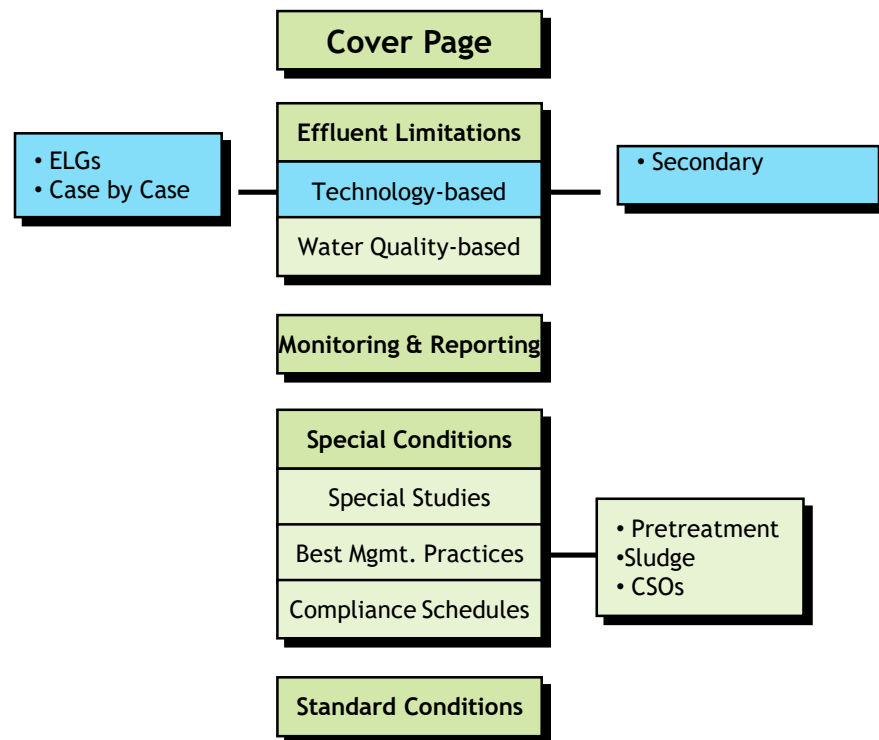 Cover Page
Effluent Limitations
• ELGs
• Case by Case
Technology-based
• Secondary
Water Quality-based
Monitoring & Reporting
Special Conditions
Special Studies
Best Mgmt. Practices
Compliance Schedules
• Pretreatment
•Sludge
• CSOs
Standard Conditions